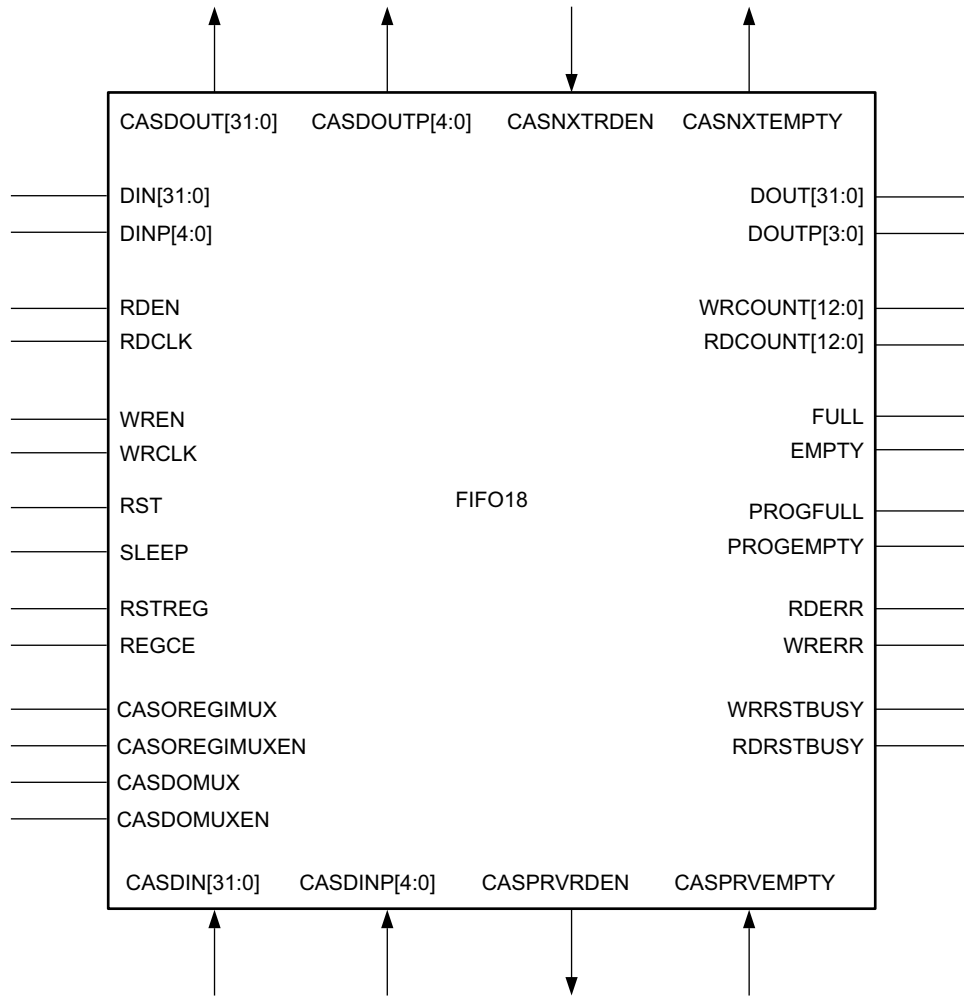 CASDOUT[31:0] CASDOUTP[4:0] CASNXTRDEN CASNXTEMPTY
DIN[31:0] DOUT[31:0]
DINP[4:0] DOUTP[3:0]
RDEN WRCOUNT[12:0]
RDCLK RDCOUNT[12:0]
WREN FULL
WRCLK EMPTY
RST FIFO18 PROGFULL
SLEEP PROGEMPTY
RSTREG RDERR
REGCE WRERR
CASOREGIMUX WRRSTBUSY
CASOREGIMUXEN RDRSTBUSY
CASDOMUX
CASDOMUXEN
CASDIN[31:0] CASDINP[4:0] CASPRVRDEN CASPRVEMPTY